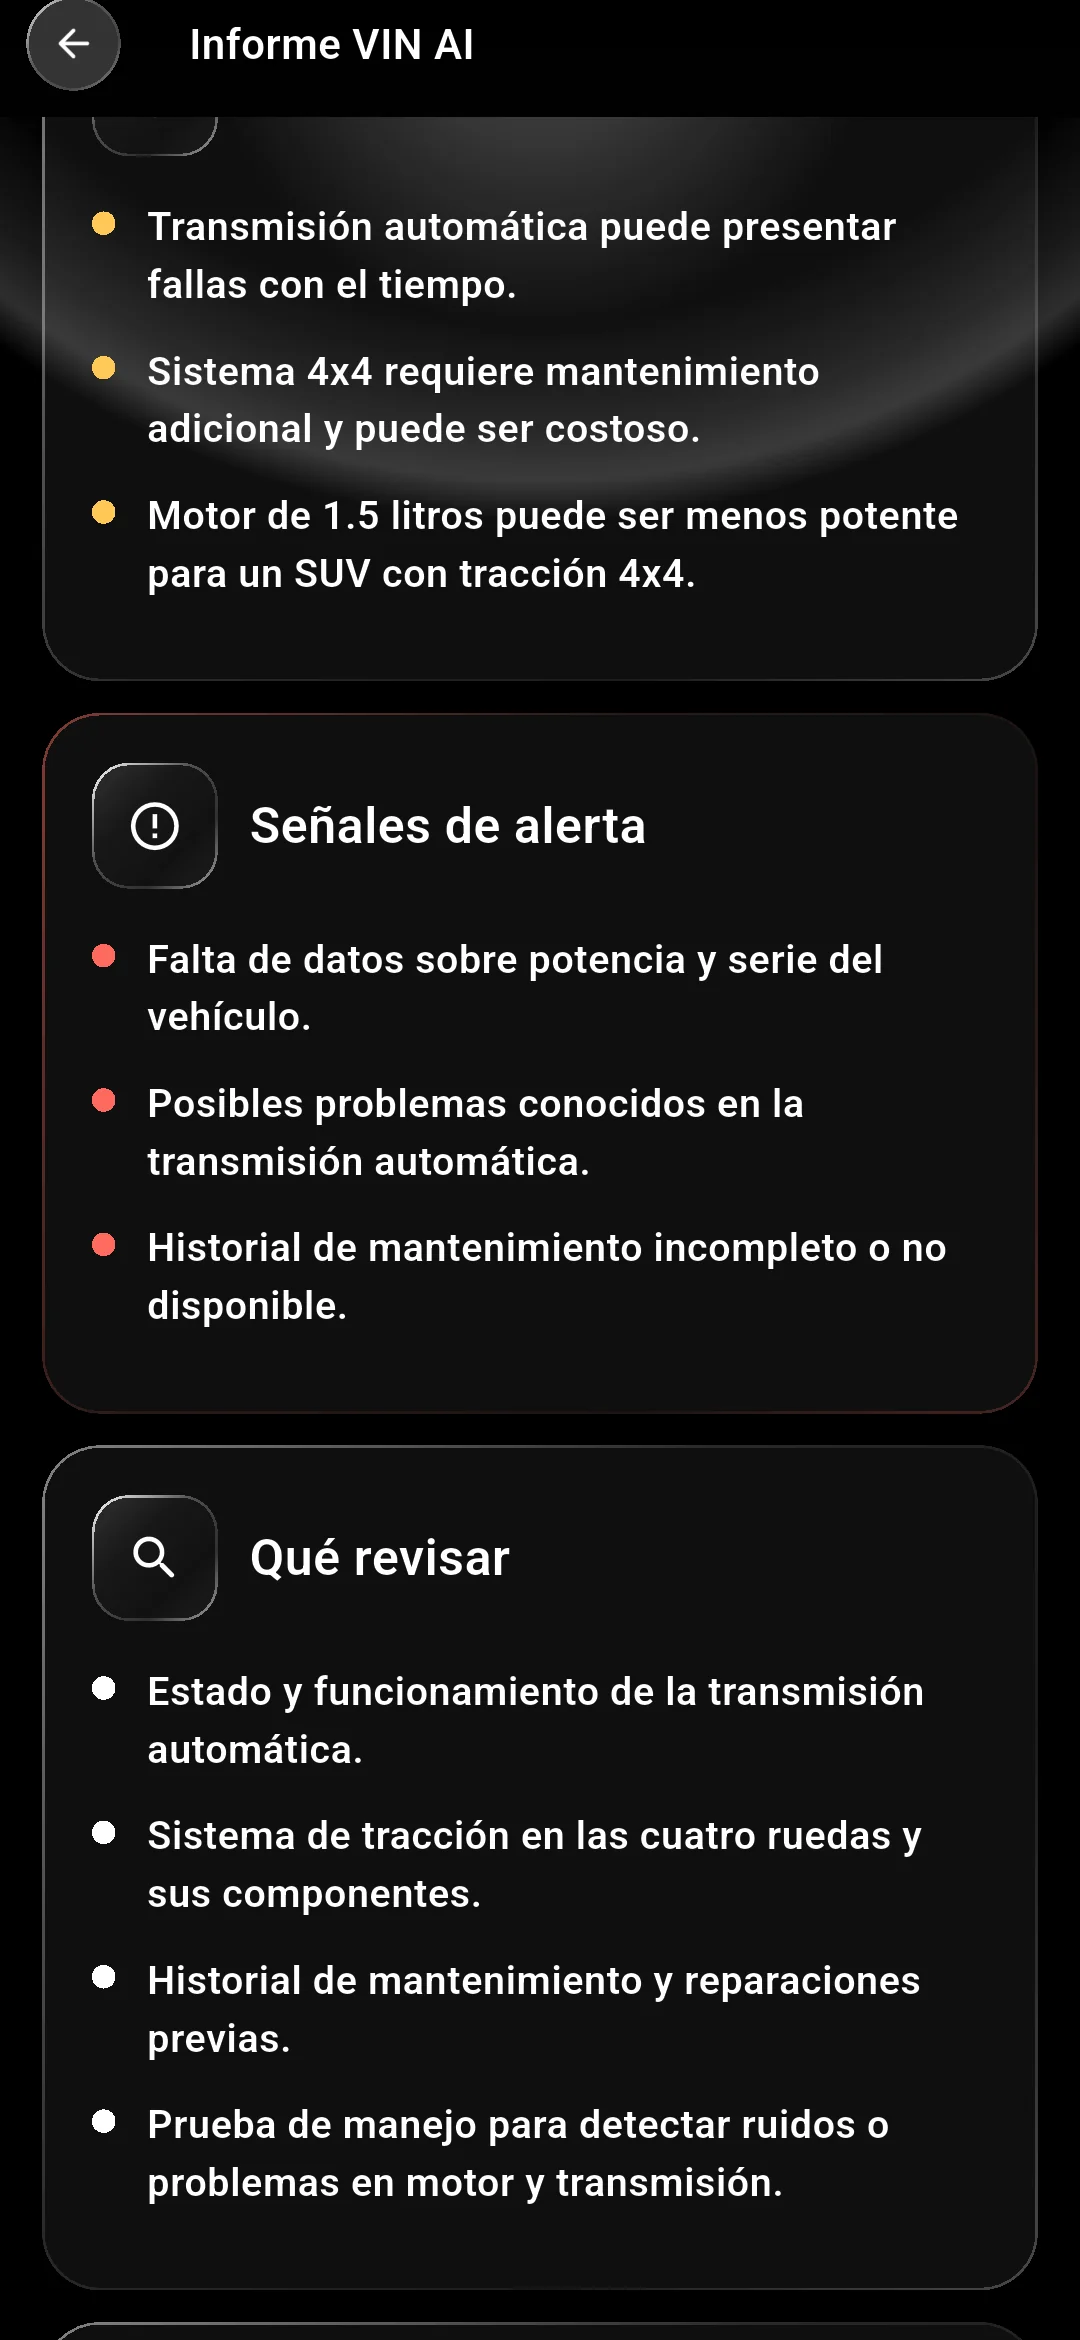 Informe VIN AI
Transmisión automática puede presentar
fallas con el tiempo.
Sistema 4x4 requiere mantenimiento
adicional y puede ser costoso.
Motor de 1.5 litros puede ser menos potente
para un SUV con tracción 4x4.
Señales de alerta
Falta de datos sobre potencia y serie del
vehículo.
Posibles problemas conocidos en la
transmisión automática.
Historial de mantenimiento incompleto o no
disponible.
Qué revisar
Estado y funcionamiento de la transmisión
automática.
Sistema de tracción en las cuatro ruedas y
sus componentes.
Historial de mantenimiento y reparaciones
previas.
Prueba de manejo para detectar ruidos o
problemas en motor y transmisión.